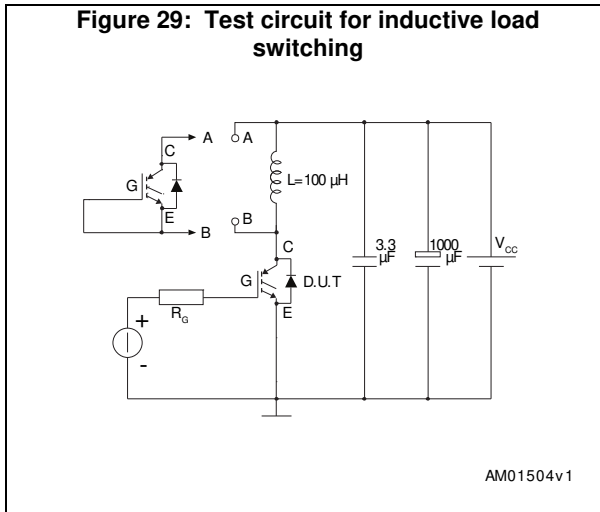 Figure 29: Test circuit for inductive load
switching
A
A
C
G
E
B
B
L=100 µH
C
G
D.U.T
E
R_G
+
-
3.3
µF
1000
µF
V_CC
AM01504v1